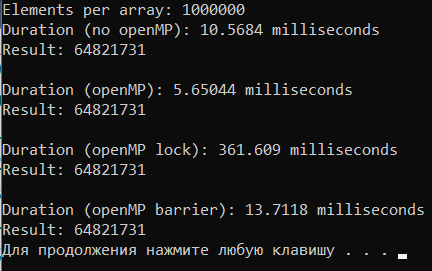 Elements per array: 1000000
Duration (no openMP): 10.5684 milliseconds
Result: 64821731
Duration (openMP): 5.65044 milliseconds
Result: 64821731
Duration (openMP lock): 361.609 milliseconds
Result: 64821731
Duration (openMP barrier): 13.7118 milliseconds
Result: 64821731
Для продолжения нажмите любую клавишу . . .